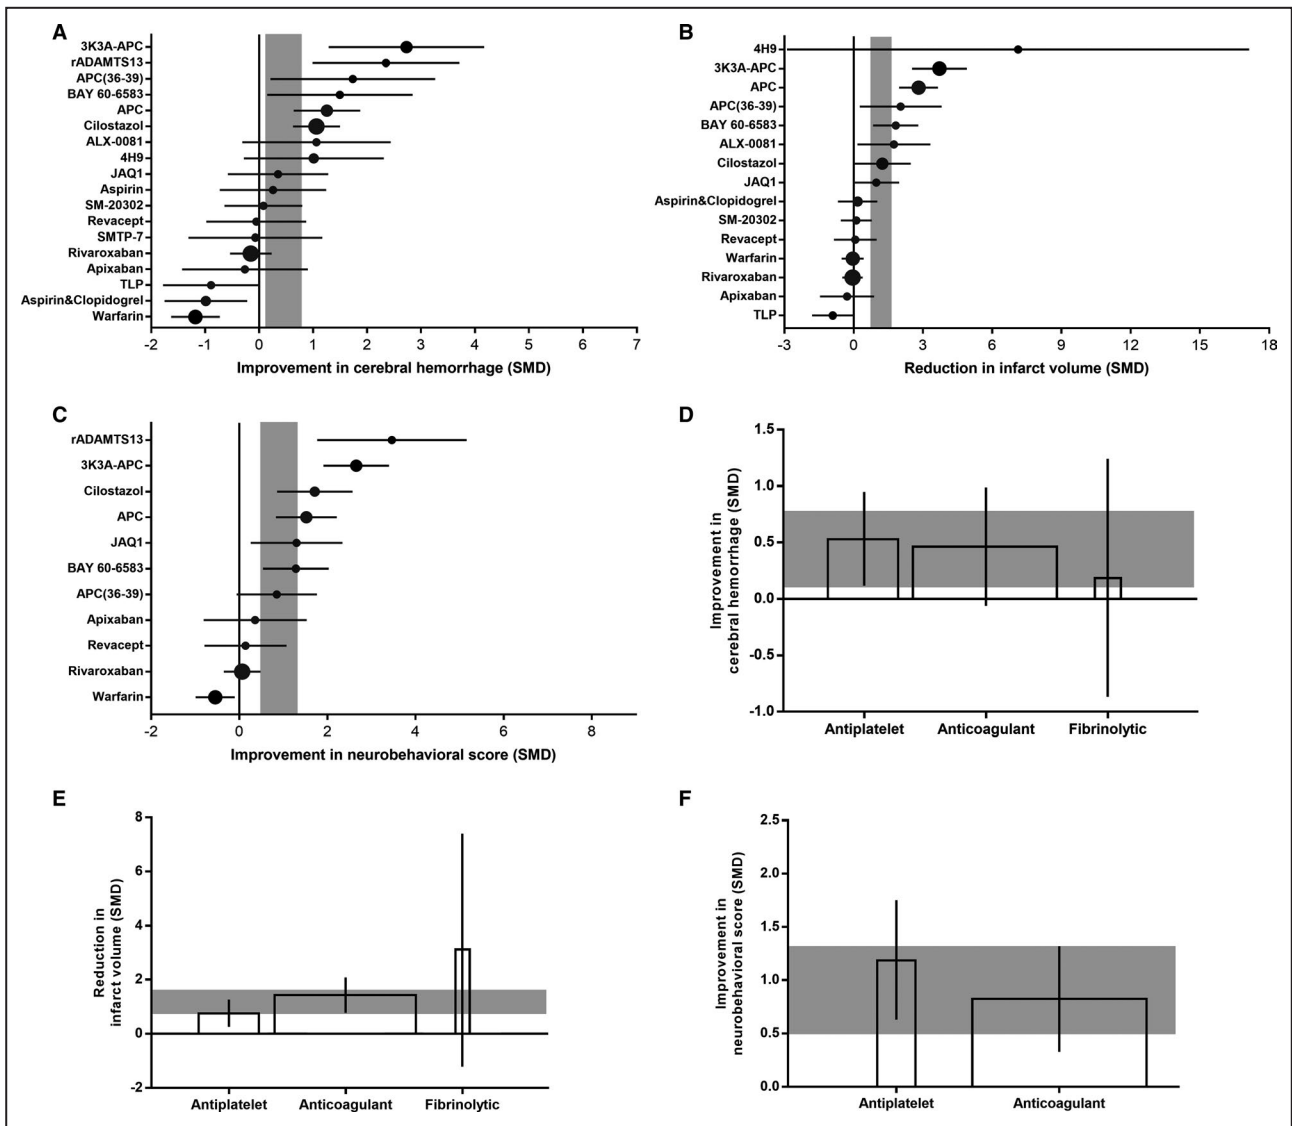 A
3K3A-APC
rADAMTS13
APC(36-39)
BAY 60-6583
APC
Cilostazol
ALX-0081
4H9
JAQ1
Aspirin
SM-20302
Revacept
SMTP-7
Rivaroxaban
Apixaban
TLP
Aspirin&Clopidogrel
Warfarin
-2 -1 0 1 2 3 4 5 6 7
Improvement in cerebral hemorrhage (SMD)
B
4H9
3K3A-APC
APC
APC(36-39)
BAY 60-6583
ALX-0081
Cilostazol
JAQ1
Aspirin&Clopidogrel
SM-20302
Revacept
Warfarin
Rivaroxaban
Apixaban
TLP
-3 0 3 6 9 12 15 18
Reduction in infarct volume (SMD)
C
rADAMTS13
3K3A-APC
Cilostazol
APC
JAQ1
BAY 60-6583
APC(36-39)
Apixaban
Revacept
Rivaroxaban
Warfarin
-2 0 2 4 6 8
Improvement in neurobehavioral score (SMD)
D
Improvement in
cerebral hemorrhage (SMD)
1.5
1.0
0.5
0.0
-0.5
-1.0
Antiplatelet Anticoagulant Fibrinolytic
E
Reduction in
infarct volume (SMD)
8
6
4
2
0
-2
Antiplatelet Anticoagulant Fibrinolytic
F
Improvement in
neurobehavioral score (SMD)
2.5
2.0
1.5
1.0
0.5
0.0
Antiplatelet Anticoagulant